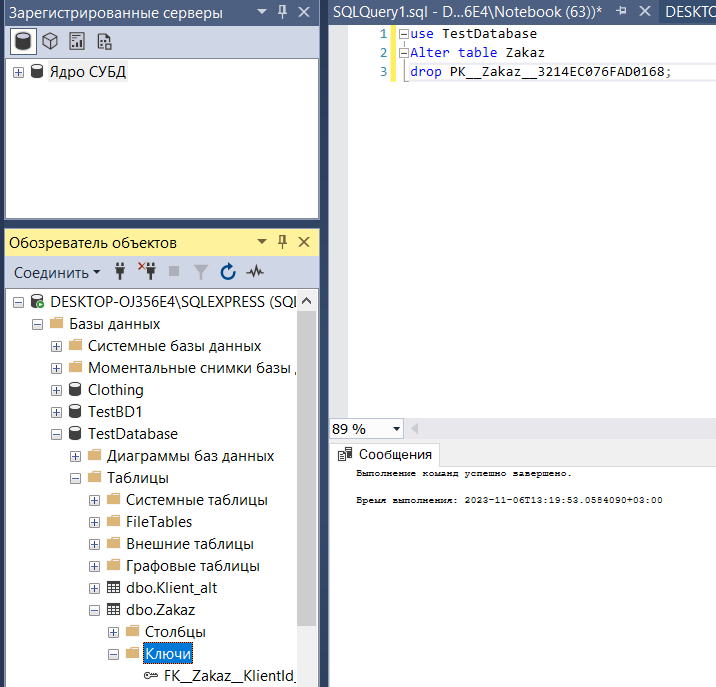 Зарегистрированные серверы
Ядро СУБД
Обозреватель объектов
Соединить
DESKTOP-OJ356E4\SQLEXPRESS (SQL
Базы данных
Системные базы данных
Моментальные снимки базы
Clothing
TestBD1
TestDatabase
Диаграммы баз данных
Таблицы
Системные таблицы
FileTables
Внешние таблицы
Графовые таблицы
dbo.Klient_alt
dbo.Zakaz
Столбцы
Ключи
FK__Zakaz__KlientId_
SQLQuery1.sql - D...6E4\Notebook (63))*
DESKTO
1 use TestDatabase
2 Alter table Zakaz
3 drop PK__Zakaz__3214EC076FAD0168;
89 %
Сообщения
Выполнение команд успешно завершено.
Время выполнения: 2023-11-06T13:19:53.0584090+03:00